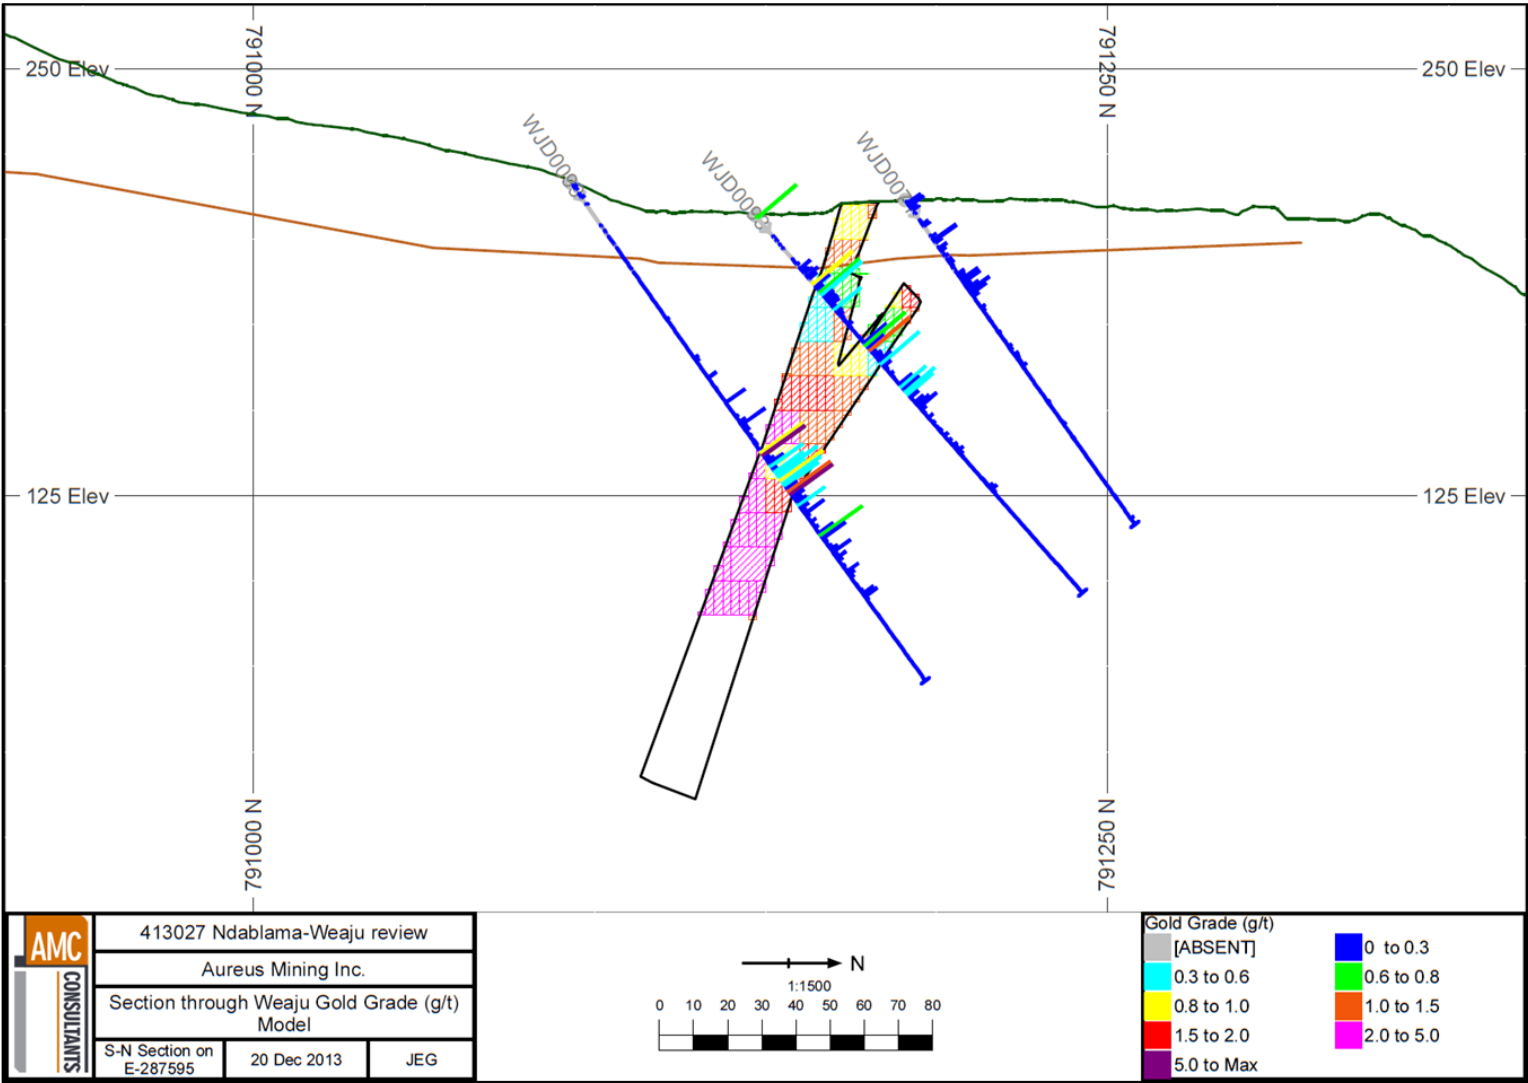 791000 N
791250 N
250 Elev
250 Elev
125 Elev
125 Elev
791000 N
791250 N
AMC
CONSULTANTS
413027 Ndablama-Weaju review
Aureus Mining Inc.
Section through Weaju Gold Grade (g/t)
Model
S-N Section on
E-287595
20 Dec 2013
JEG
N
1:1500
0 10 20 30 40 50 60 70 80
Gold Grade (g/t)
[ABSENT]
0 to 0.3
0.3 to 0.6
0.6 to 0.8
0.8 to 1.0
1.0 to 1.5
1.5 to 2.0
2.0 to 5.0
5.0 to Max